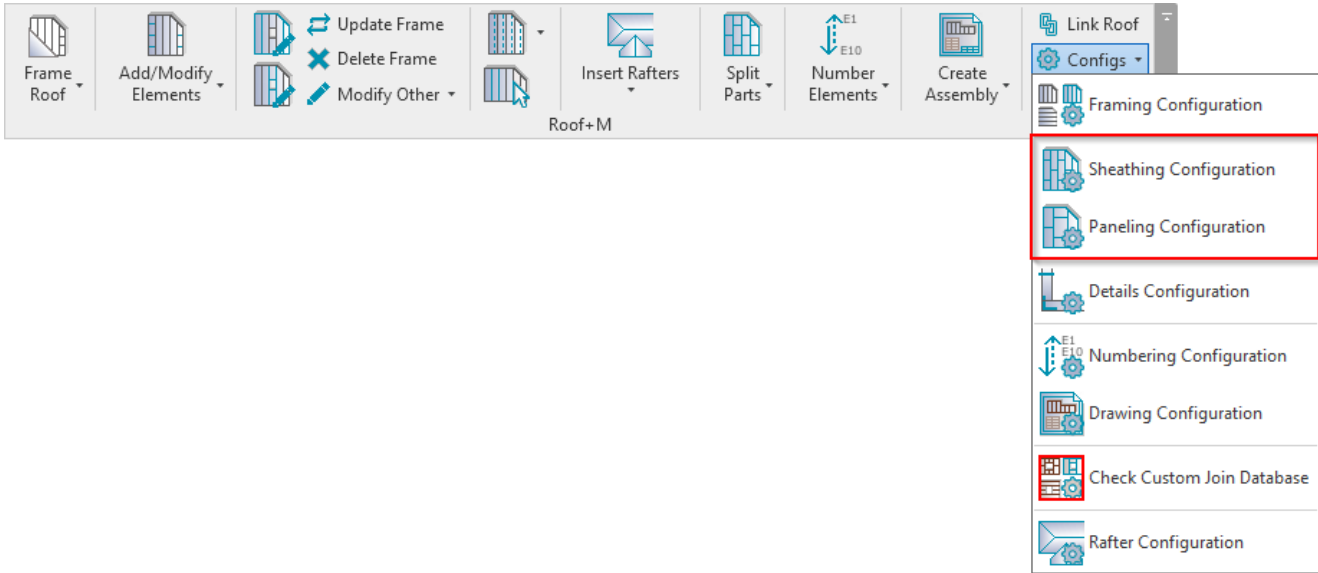 Frame
Roof
Add/Modify
Elements
Update Frame
Delete Frame
Modify Other
Insert Rafters
Split
Parts
E1
E10
Number
Elements
Create
Assembly
Link Roof
Configs
Roof+M
Framing Configuration
Sheathing Configuration
Paneling Configuration
Details Configuration
E1
E10
Numbering Configuration
Drawing Configuration
Check Custom Join Database
Rafter Configuration